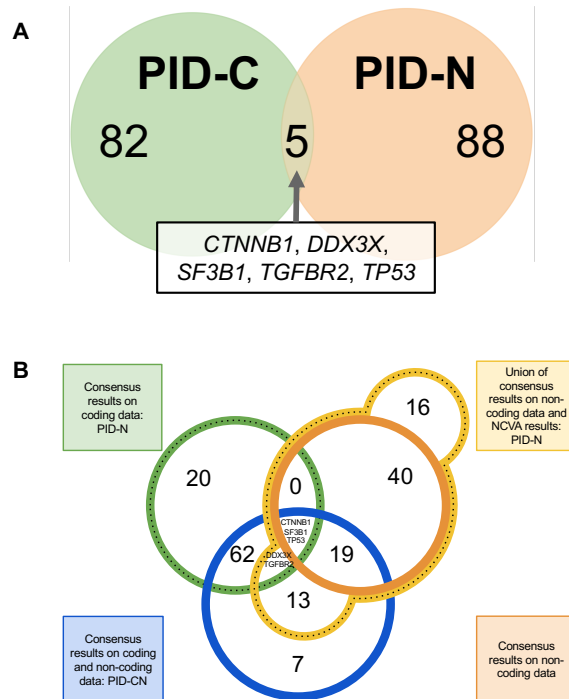 A
PID-C PID-N
82 5 88
CTNNB1, DDX3X,
SF3B1, TGFBR2, TP53
B
Consensus
results on
coding data:
PID-N
Union of
consensus
results on non-
coding data and
NCVA results:
PID-N
16
20 0 40
CTNNB1
SF3B1
TP53
62 DDX3X 19
TGFBR2
13
7
Consensus
results on coding
and non-coding
data: PID-CN
Consensus
results on non-
coding data